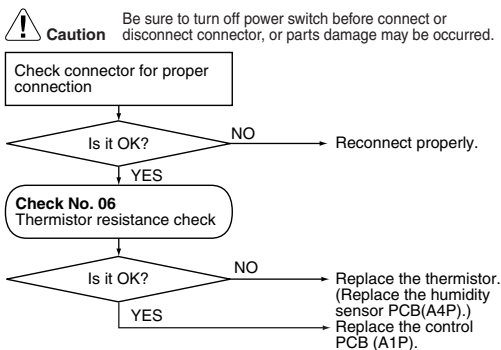 Caution
Be sure to turn off power switch before connect or
disconnect connector, or parts damage may be occurred.
Check connector for proper
connection
Is it OK?
NO
Reconnect properly.
YES
Check No. 06
Thermistor resistance check
Is it OK?
NO
Replace the thermistor.
(Replace the humidity
sensor PCB(A4P).)
YES
Replace the control
PCB (A1P).